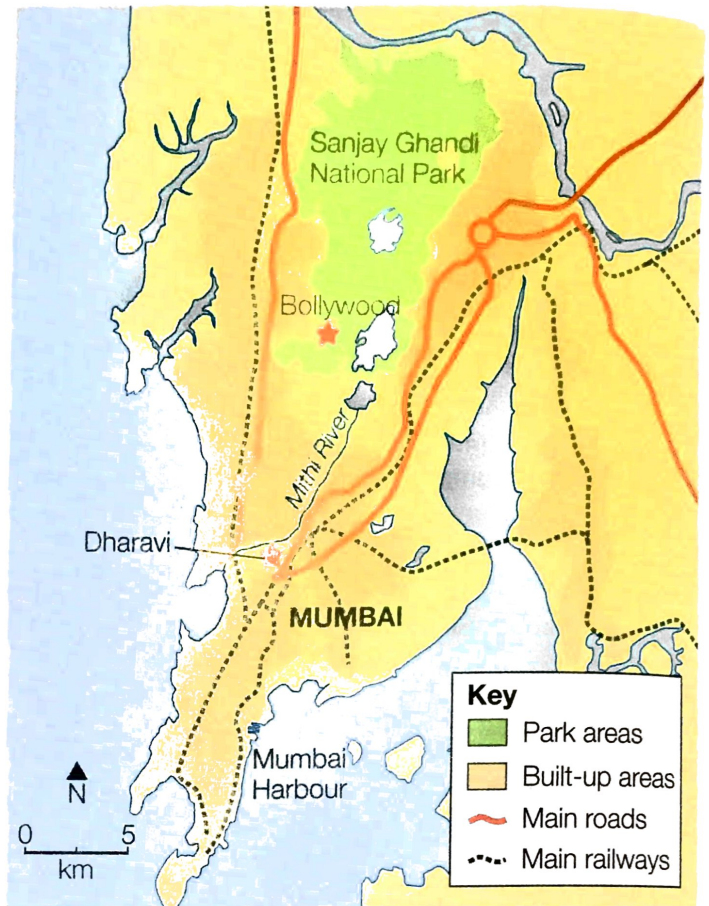 Sanjay Ghandi
National Park
Bollywood
Mithi River
Dharavi
MUMBAI
Mumbai
Harbour
N
0 5
km
Key
Park areas
Built-up areas
Main roads
Main railways